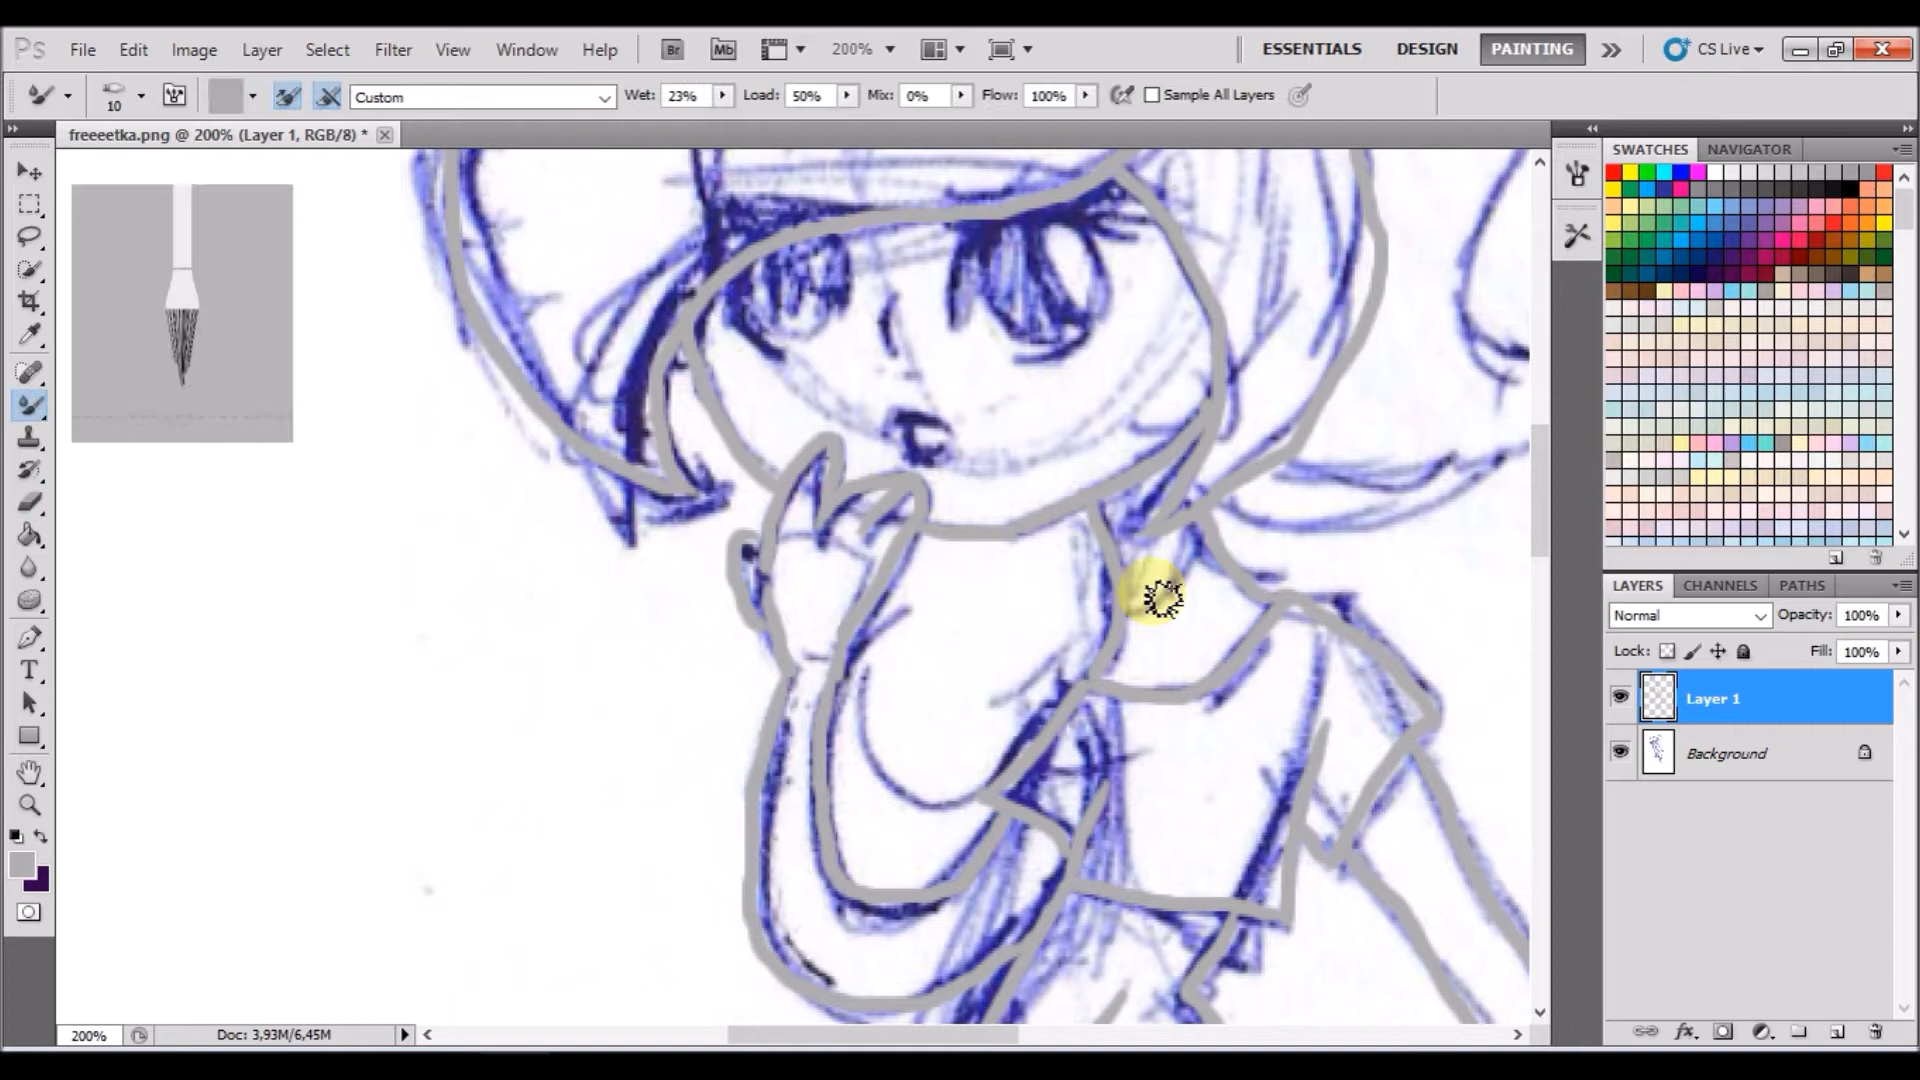 Ps File Edit Image Layer Select Filter View Window Help Br Mb 200% ESSENTIALS DESIGN PAINTING CS Live
10 Custom Wet: 23% Load: 50% Mix: 0% Flow: 100% Sample All Layers
freeeetka.png @ 200% (Layer 1, RGB/8) *
SWATCHES NAVIGATOR
LAYERS CHANNELS PATHS
Normal Opacity: 100%
Lock: Fill: 100%
Layer 1
Background
T
fx
200% Doc: 3,93M/6,45M